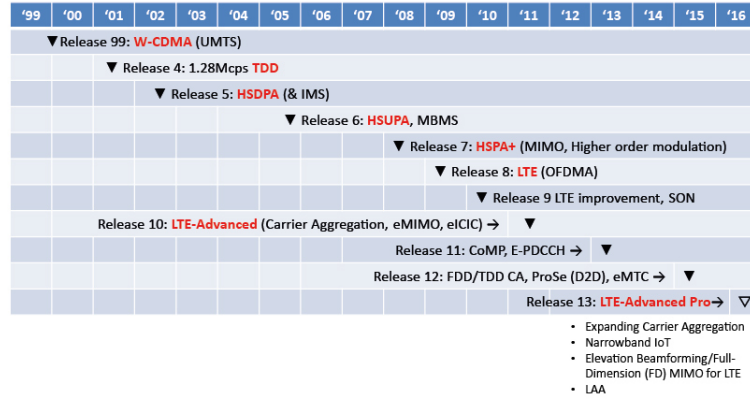 ‘99 ‘00 ‘01 ‘02 ‘03 ‘04 ‘05 ‘06 ‘07 ‘08 ‘09 ‘10 ‘11 ‘12 ‘13 ‘14 ‘15 ‘16
▼Release 99: W-CDMA (UMTS)
▼ Release 4: 1.28Mcps TDD
▼ Release 5: HSDPA (& IMS)
▼ Release 6: HSUPA, MBMS
▼ Release 7: HSPA+ (MIMO, Higher order modulation)
▼ Release 8: LTE (OFDMA)
▼ Release 9 LTE improvement, SON
Release 10: LTE-Advanced (Carrier Aggregation, eMIMO, eICIC) → ▼
Release 11: CoMP, E-PDCCH → ▼
Release 12: FDD/TDD CA, ProSe (D2D), eMTC → ▼
Release 13: LTE-Advanced Pro→ ▽
• Expanding Carrier Aggregation
• Narrowband IoT
• Elevation Beamforming/Full-
Dimension (FD) MIMO for LTE
• LAA